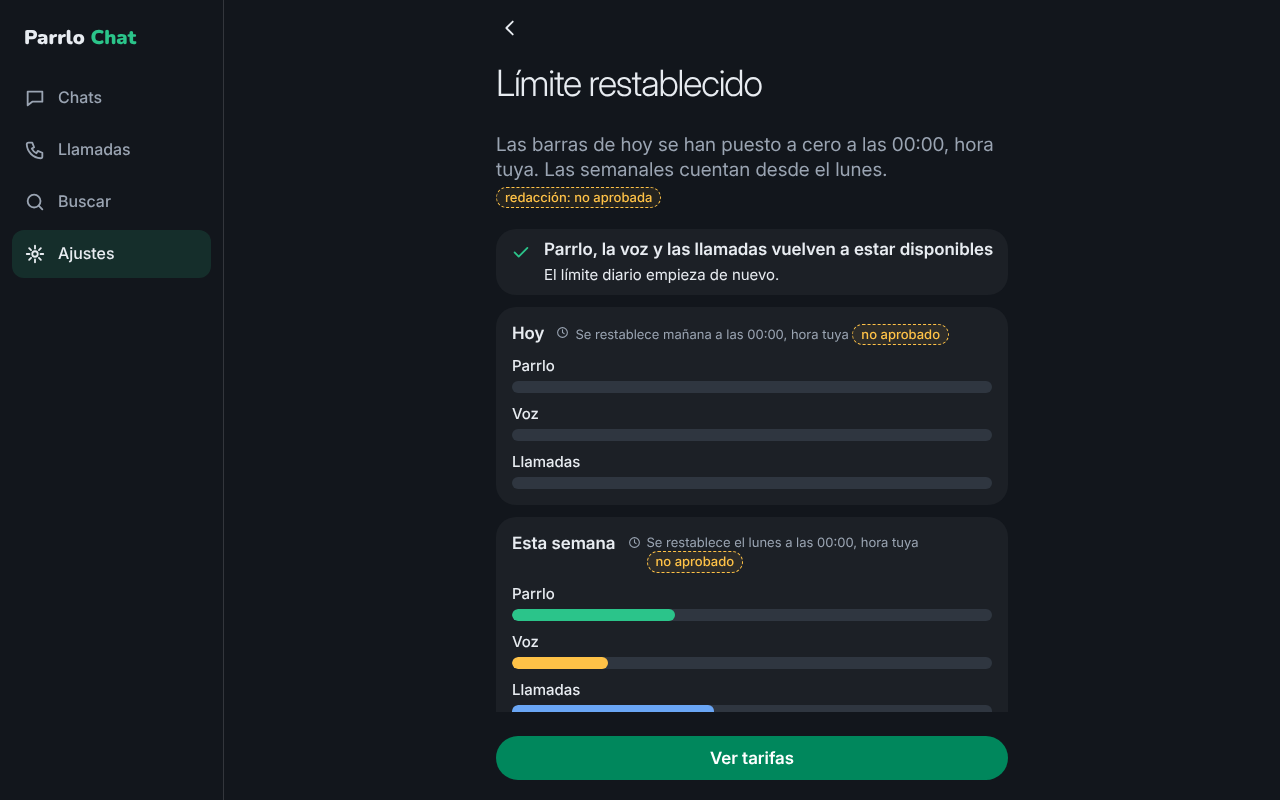 Parrlo Chat
Chats
Llamadas
Buscar
Ajustes
Límite restablecido
Las barras de hoy se han puesto a cero a las 00:00, hora
tuya. Las semanales cuentan desde el lunes.
redacción: no aprobada
Parrlo, la voz y las llamadas vuelven a estar disponibles
El límite diario empieza de nuevo.
Hoy Se restablece mañana a las 00:00, hora tuya no aprobado
Parrlo
Voz
Llamadas
Esta semana Se restablece el lunes a las 00:00, hora tuya
no aprobado
Parrlo
Voz
Llamadas
Ver tarifas